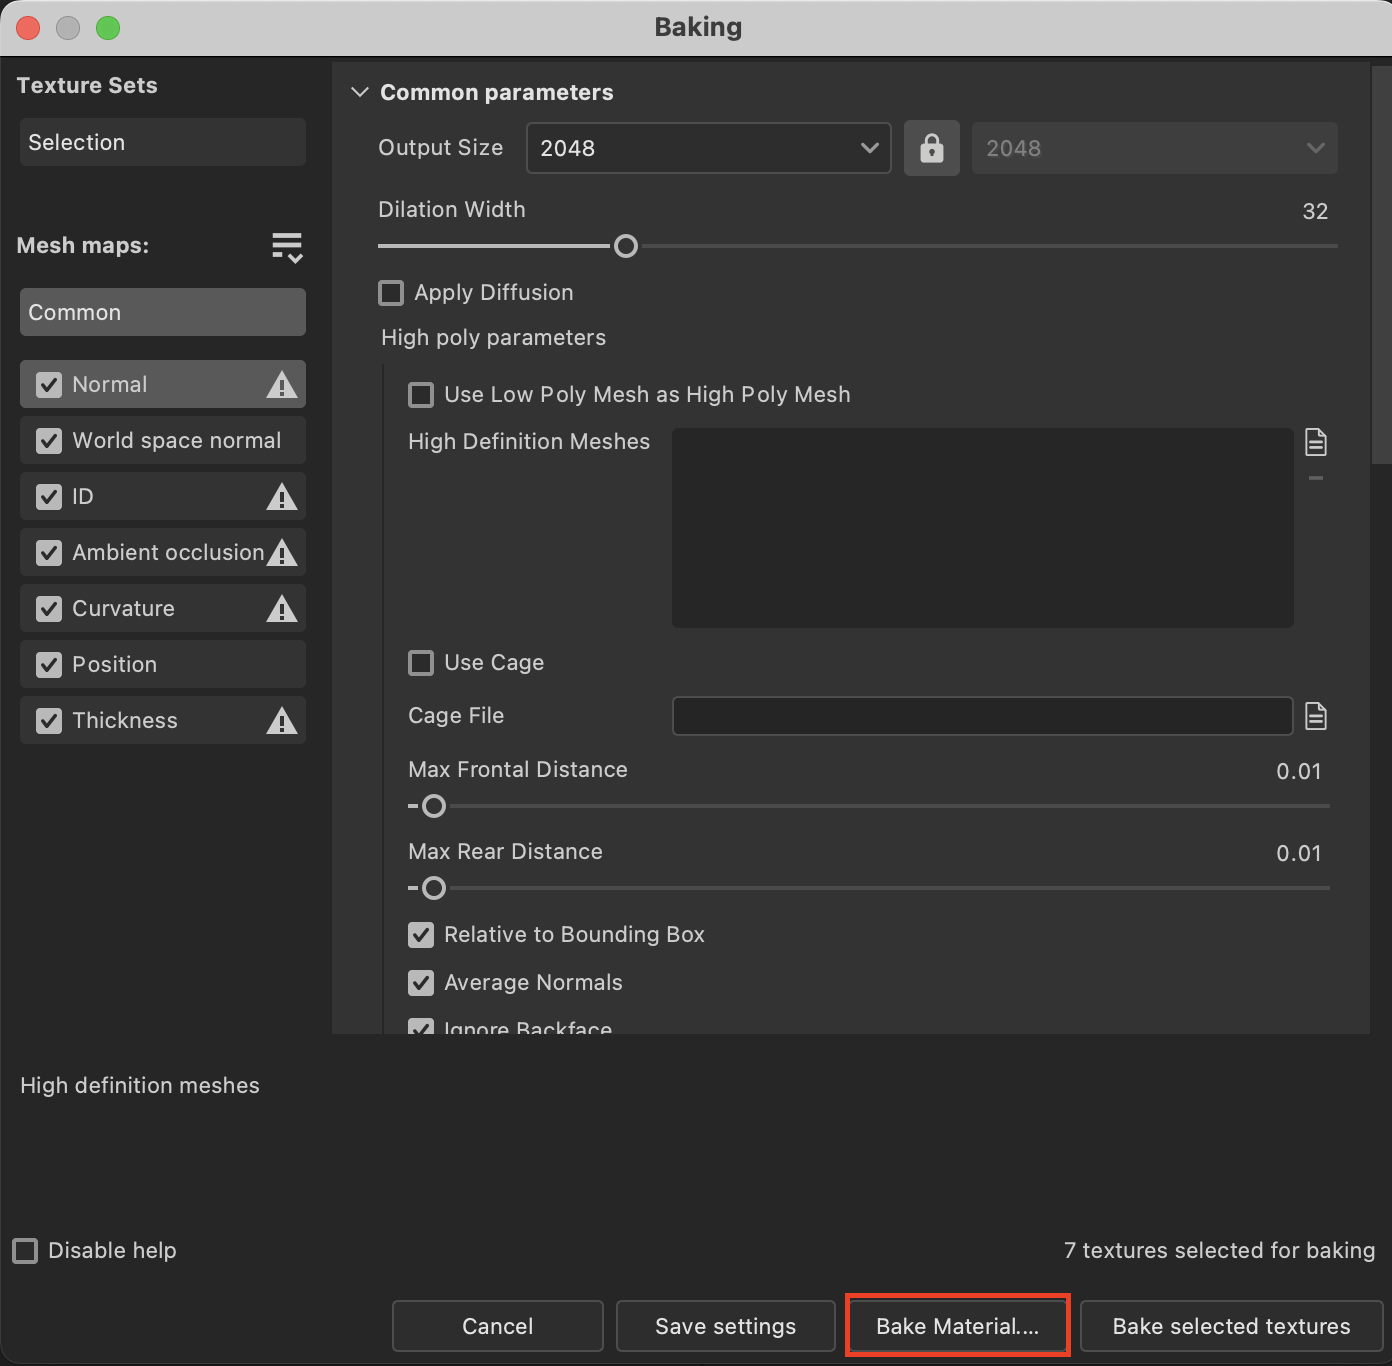 Baking
Texture Sets
Selection
Mesh maps:
Common
Normal
World space normal
ID
Ambient occlusion
Curvature
Position
Thickness
Common parameters
Output Size
2048
2048
Dilation Width
32
Apply Diffusion
High poly parameters
Use Low Poly Mesh as High Poly Mesh
High Definition Meshes
Use Cage
Cage File
Max Frontal Distance
0.01
Max Rear Distance
0.01
Relative to Bounding Box
Average Normals
Ignore Backface
High definition meshes
Disable help
7 textures selected for baking
Cancel
Save settings
Bake Material....
Bake selected textures